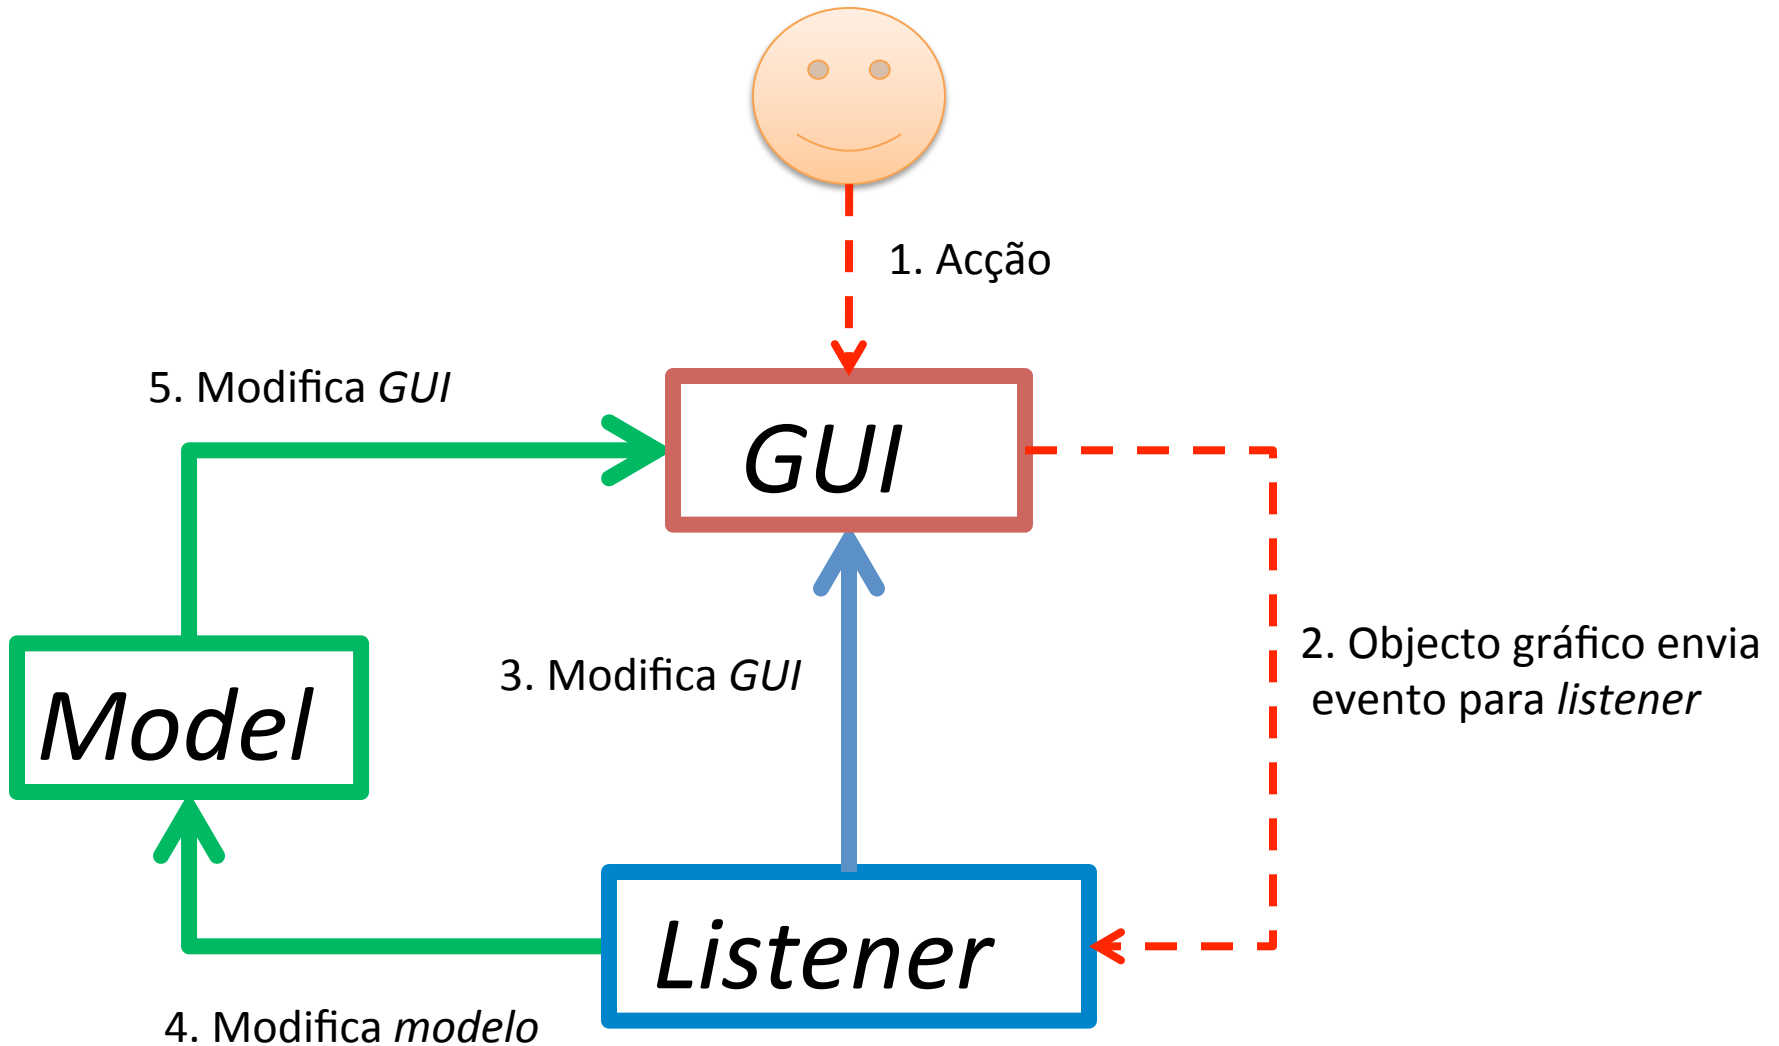 1. Acção
5. Modifica GUI
GUI
2. Objecto gráfico envia
evento para listener
3. Modifica GUI
Model
Listener
4. Modifica modelo